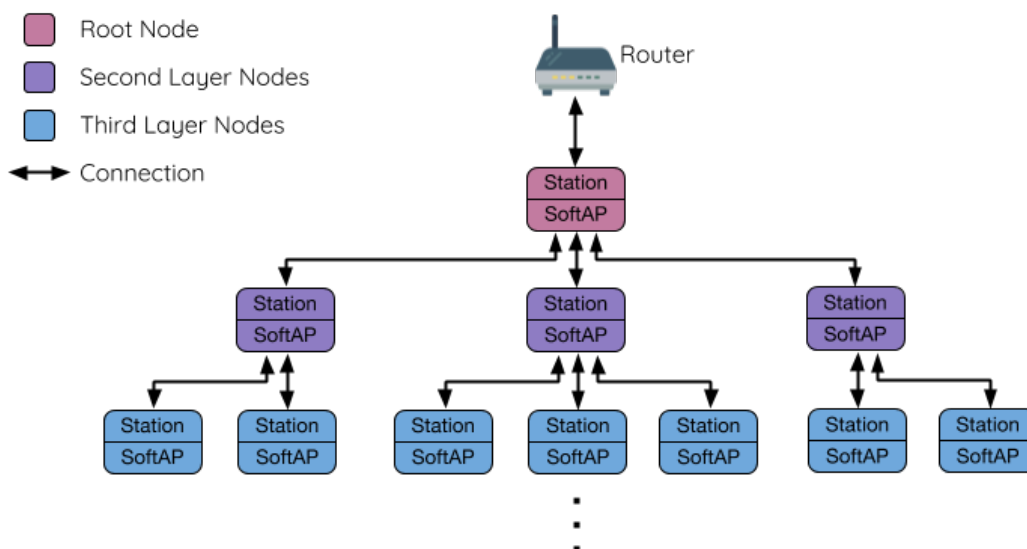 Root Node
Router
Second Layer Nodes
Third Layer Nodes
Connection
Station
SoftAP
Station
SoftAP
Station
SoftAP
Station
SoftAP
Station
SoftAP
Station
SoftAP
Station
SoftAP
Station
SoftAP
Station
SoftAP
Station
SoftAP
Station
SoftAP